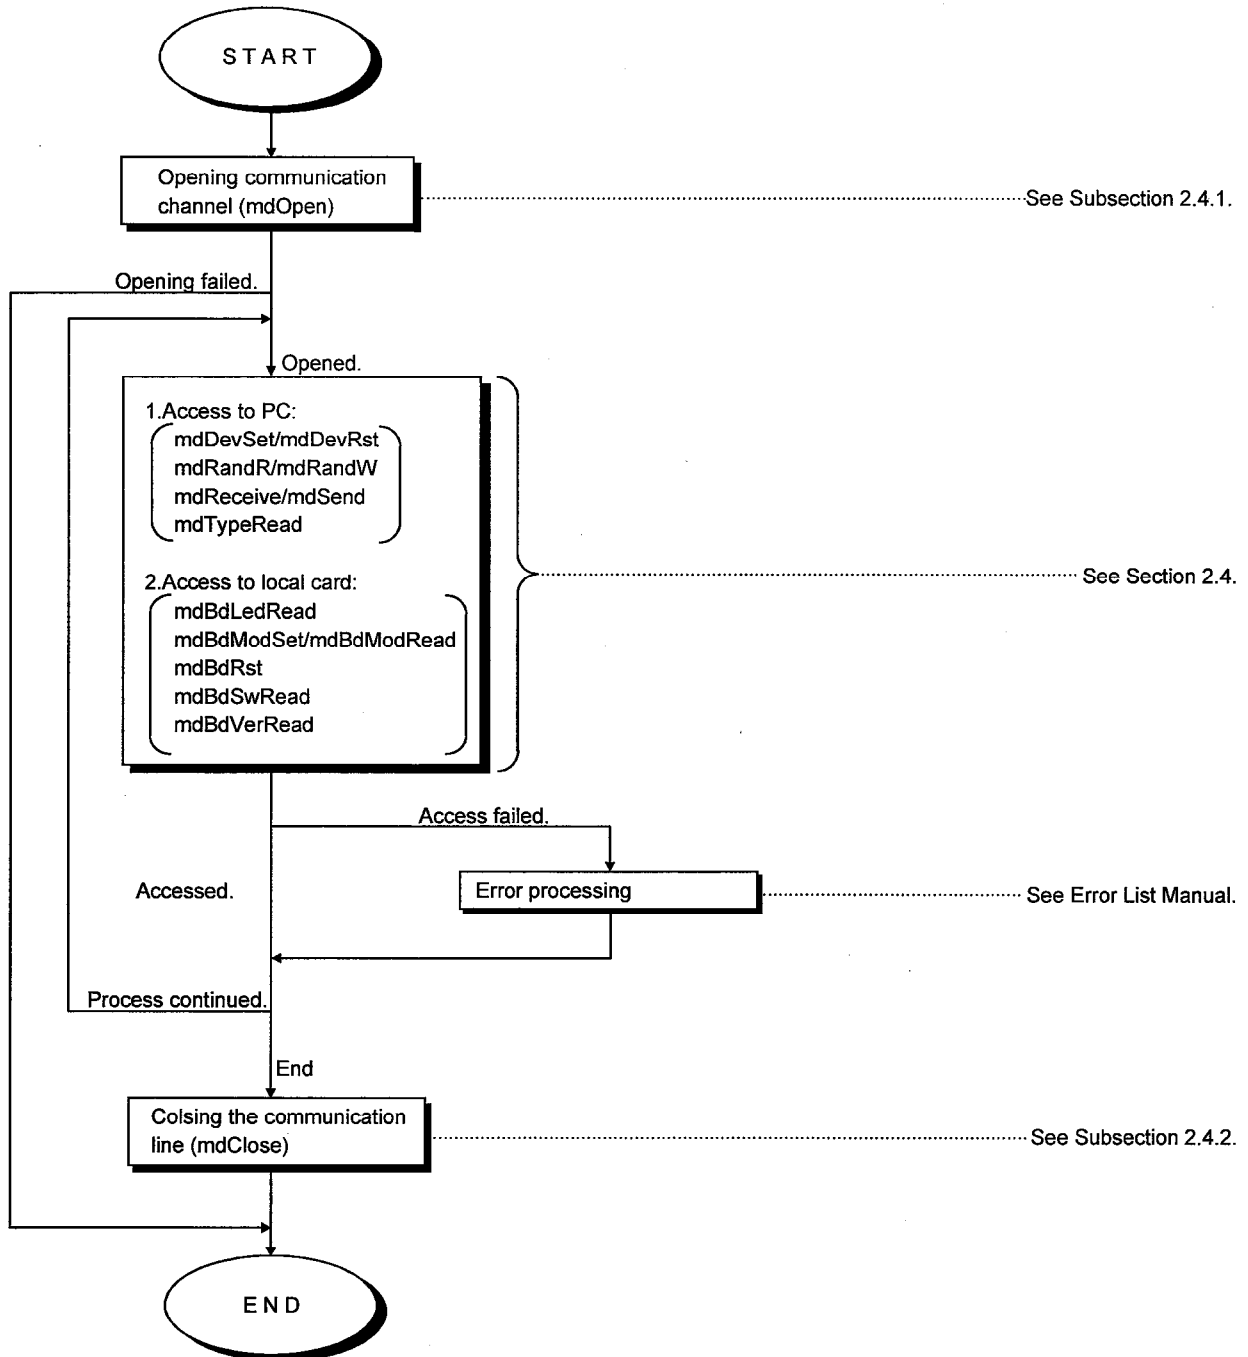 START
Opening communication
channel (mdOpen)
See Subsection 2.4.1.
Opening failed.
Opened.
1.Access to PC:
mdDevSet/mdDevRst
mdRandR/mdRandW
mdReceive/mdSend
mdTypeRead
2.Access to local card:
mdBdLedRead
mdBdModSet/mdBdModRead
mdBdRst
mdBdSwRead
mdBdVerRead
See Section 2.4.
Access failed.
Accessed.
Error processing
See Error List Manual.
Process continued.
End
Colsing the communication
line (mdClose)
See Subsection 2.4.2.
END